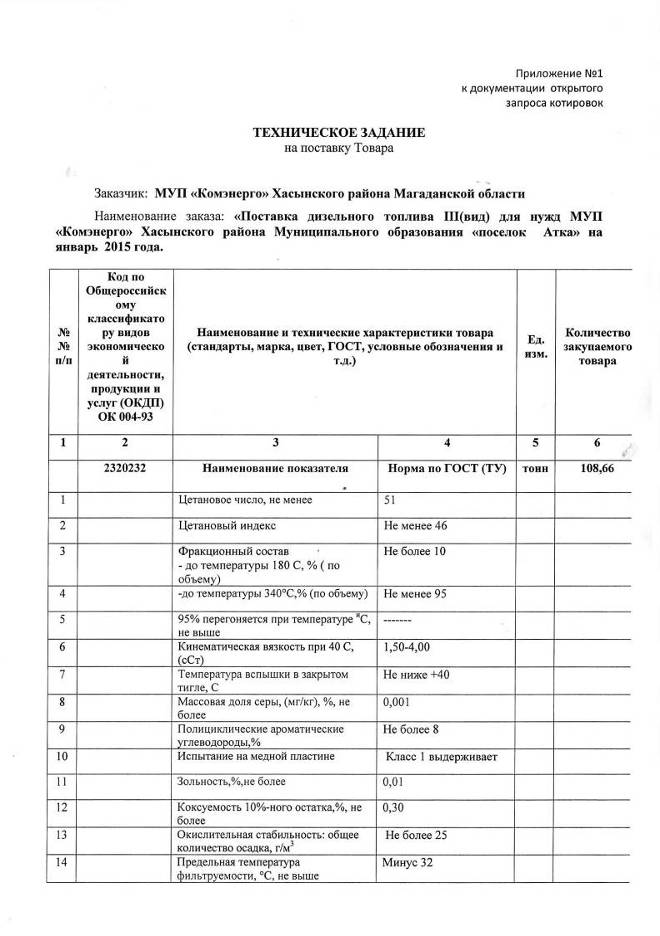 Приложение №1
к документации открытого
запроса котировок
ТЕХНИЧЕСКОЕ ЗАДАНИЕ
на поставку Товара
Заказчик: МУП «Комэнерго» Хасынского района Магаданской области
Наименование заказа: «Поставка дизельного топлива III(вид) для нужд МУП
«Комэнерго» Хасынского района Муниципального образования «поселок Атка» на
январь 2015 года.
№
№
п/п
Код по
Общероссийск
ому
классификато
ру видов
экономическо
й
деятельности,
продукции и
услуг (ОКДП)
ОК 004-93
Наименование и технические характеристики товара
(стандарты, марка, цвет, ГОСТ, условные обозначения и
т.д.)
Ед.
изм.
Количество
закупаемого
товара
1 2 3 4 5 6
2320232 Наименование показателя Норма по ГОСТ (ТУ) тонн 108,66
1 Цетановое число, не менее 51
2 Цетановый индекс Не менее 46
3 Фракционный состав Не более 10
- до температуры 180 С, % ( по
объему)
4 -до температуры 340°С,% (по объему) Не менее 95
5 95% перегоняется при температуре °С, -------
не выше
6 Кинематическая вязкость при 40 С, 1,50-4,00
(сСт)
7 Температура вспышки в закрытом Не ниже +40
тигле, С
8 Массовая доля серы, (мг/кг), %, не 0,001
более
9 Полициклические ароматические Не более 8
углеводороды,%
10 Испытание на медной пластине Класс 1 выдерживает
11 Зольность,%,не более 0,01
12 Коксуемость 10%-ного остатка,%, не 0,30
более
13 Окислительная стабильность: общее Не более 25
количество осадка, г/м³
14 Предельная температура Минус 32
фильтруемости, °С, не выше